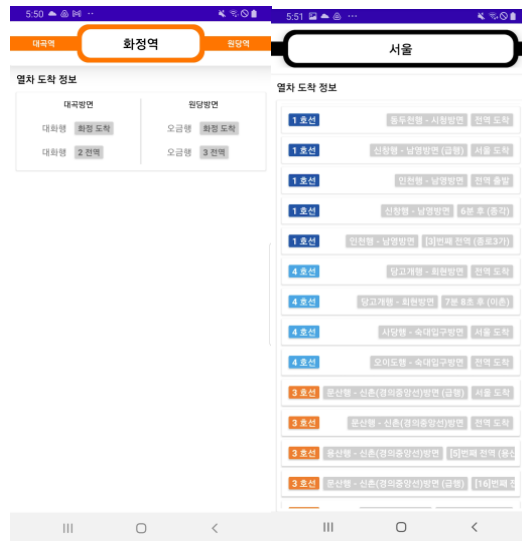 5:50
대곡역
화정역
원당역
열차 도착 정보
대곡방면
원당방면
대화행 화정 도착
오금행 화정 도착
대화행 2 전역
오금행 3 전역
5:51
서울
열차 도착 정보
1 호선 동두천행 - 시청방면 전역 도착
1 호선 신창행 - 남영방면 (급행) 서울 도착
1 호선 인천행 - 남영방면 전역 출발
1 호선 신창행 - 남영방면 6분 후 (종각)
1 호선 인천행 - 남영방면 [3]번째 전역 (종로3가)
4 호선 당고개행 - 회현방면 전역 도착
4 호선 당고개행 - 회현방면 7분 8초 후 (이촌)
4 호선 사당행 - 숙대입구방면 서울 도착
4 호선 오이도행 - 숙대입구방면 전역 도착
3 호선 문산행 - 신촌(경의중앙선)방면 (급행) 서울 도착
3 호선 문산행 - 신촌(경의중앙선)방면 전역 도착
3 호선 용산행 - 신촌(경의중앙선)방면 [5]번째 전역 (용산
3 호선 문산행 - 신촌(경의중앙선)방면 (급행) [16]번째 전